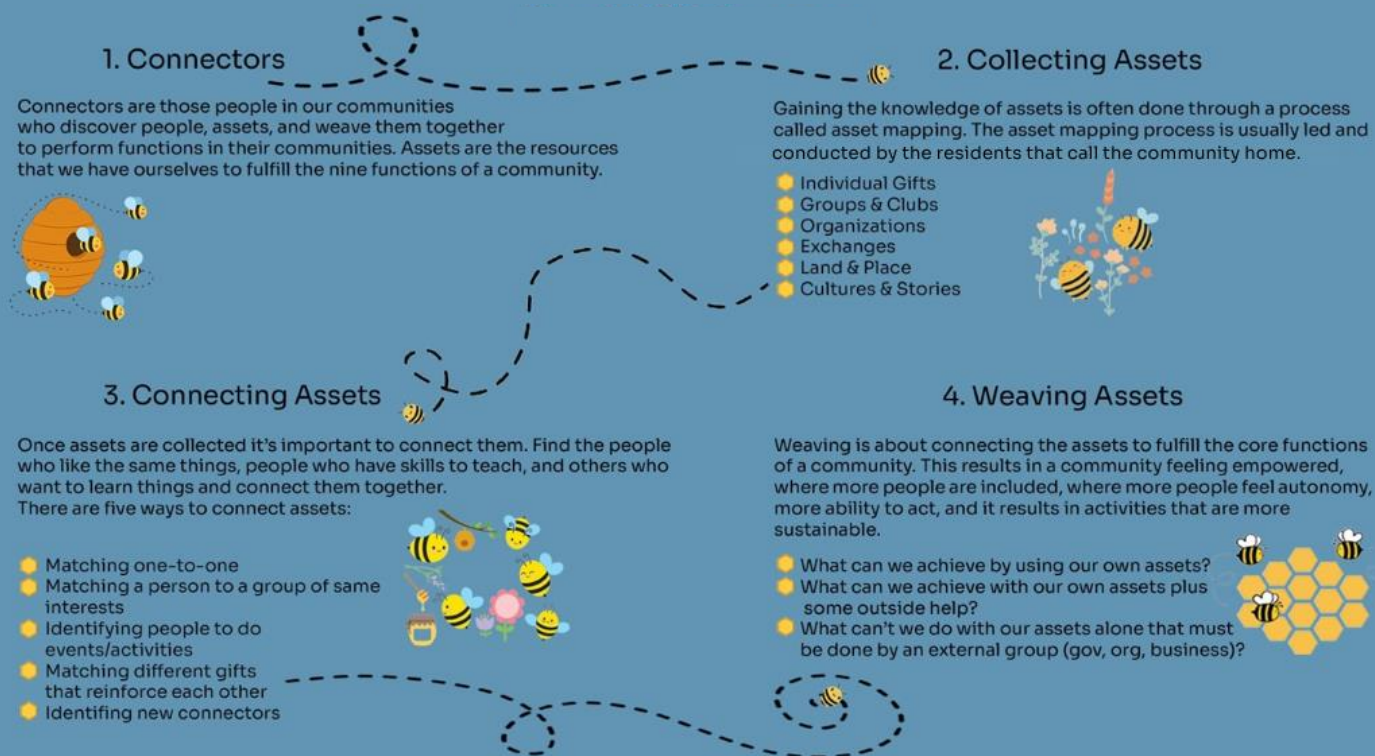 1. Connectors
Connectors are those people in our communities
who discover people, assets, and weave them together
to perform functions in their communities. Assets are the resources
that we have ourselves to fulfill the nine functions of a community.
2. Collecting Assets
Gaining the knowledge of assets is often done through a process
called asset mapping. The asset mapping process is usually led and
conducted by the residents that call the community home.
Individual Gifts
Groups & Clubs
Organizations
Exchanges
Land & Place
Cultures & Stories
3. Connecting Assets
Once assets are collected it's important to connect them. Find the people
who like the same things, people who have skills to teach, and others who
want to learn things and connect them together.
There are five ways to connect assets:
Matching one-to-one
Matching a person to a group of same
interests
Identifying people to do
events/activities
Matching different gifts
that reinforce each other
Identifing new connectors
4. Weaving Assets
Weaving is about connecting the assets to fulfill the core functions
of a community. This results in a community feeling empowered,
where more people are included, where more people feel autonomy,
more ability to act, and it results in activities that are more
sustainable.
What can we achieve by using our own assets?
What can we achieve with our own assets plus
some outside help?
What can't we do with our assets alone that must
be done by an external group (gov, org, business)?